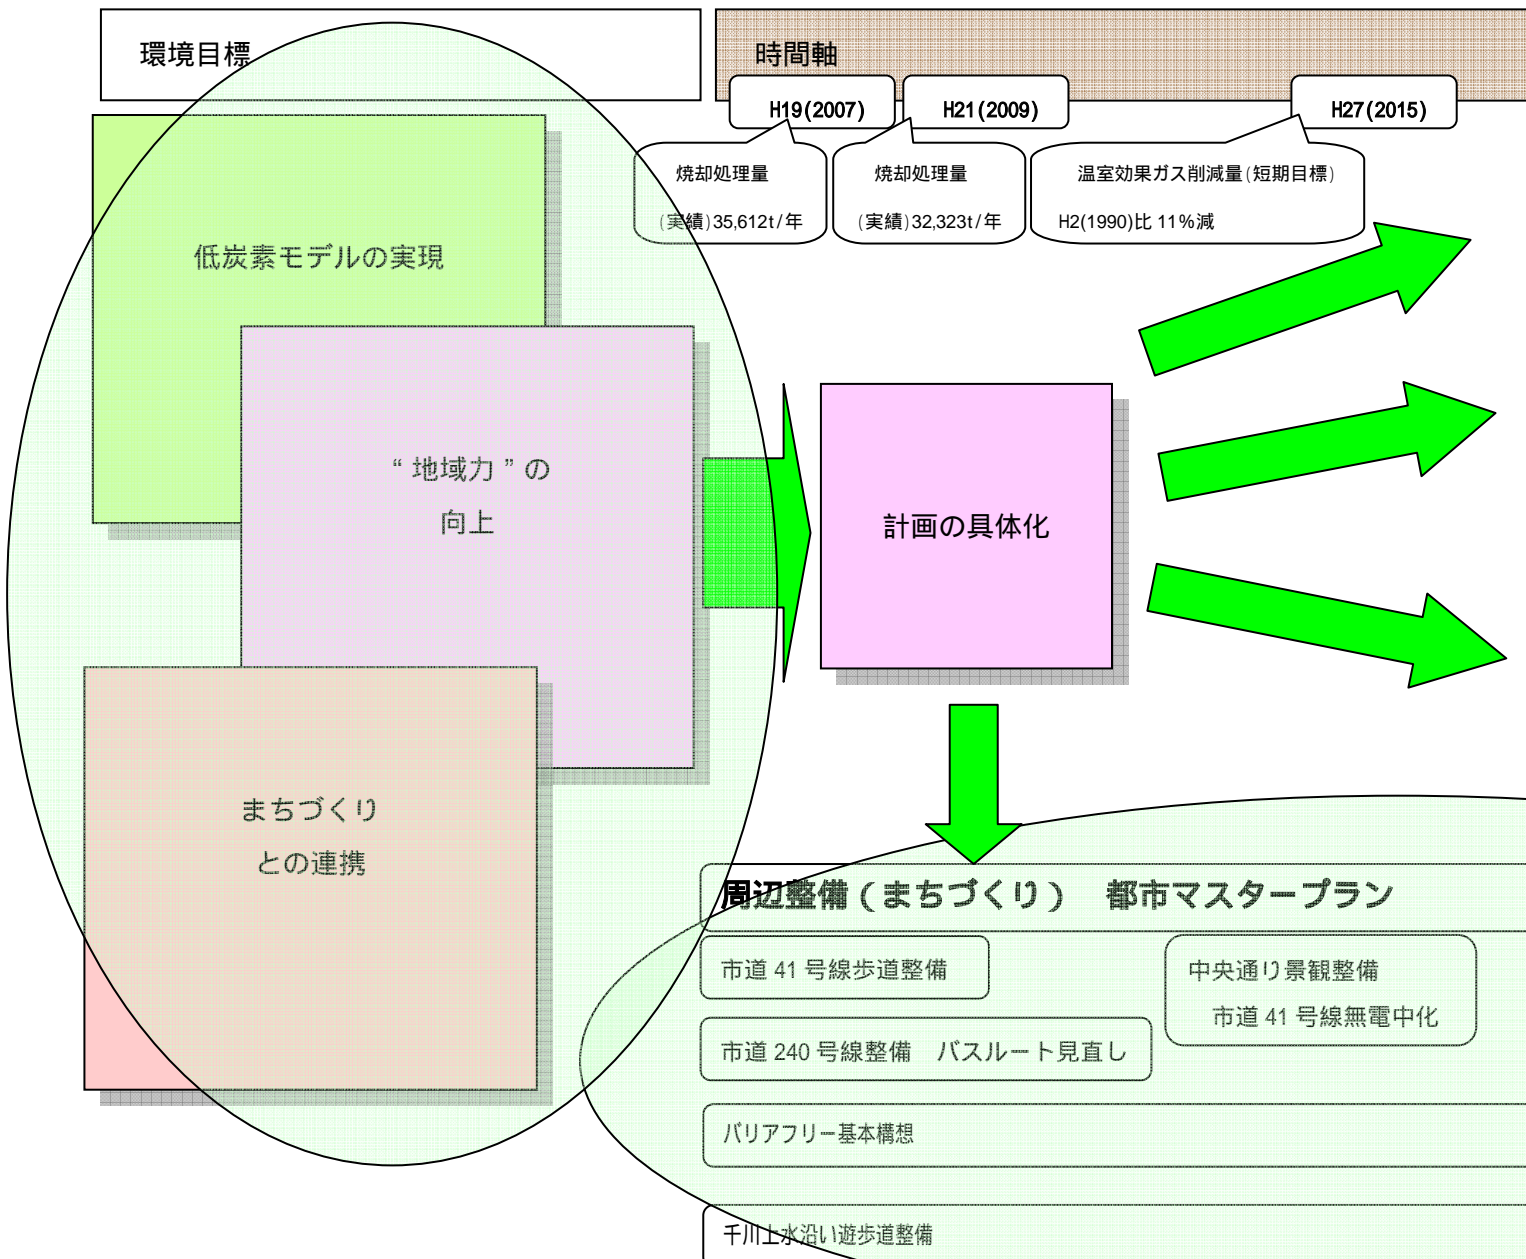 環境目標
時間軸
H19(2007)
H21(2009)
H27(2015)
焼却処理量
(実績)35,612t/年
焼却処理量
(実績)32,323t/年
温室効果ガス削減量(短期目標)
H2(1990)比 11%減
低炭素モデルの実現
“地域力”の
向上
計画の具体化
まちづくり
との連携
周辺整備（まちづくり）　都市マスタープラン
市道 41 号線歩道整備
中央通り景観整備
市道 41 号線無電中化
市道 240 号線整備　バスルート見直し
バリアフリー基本構想
千川上水沿い遊歩道整備